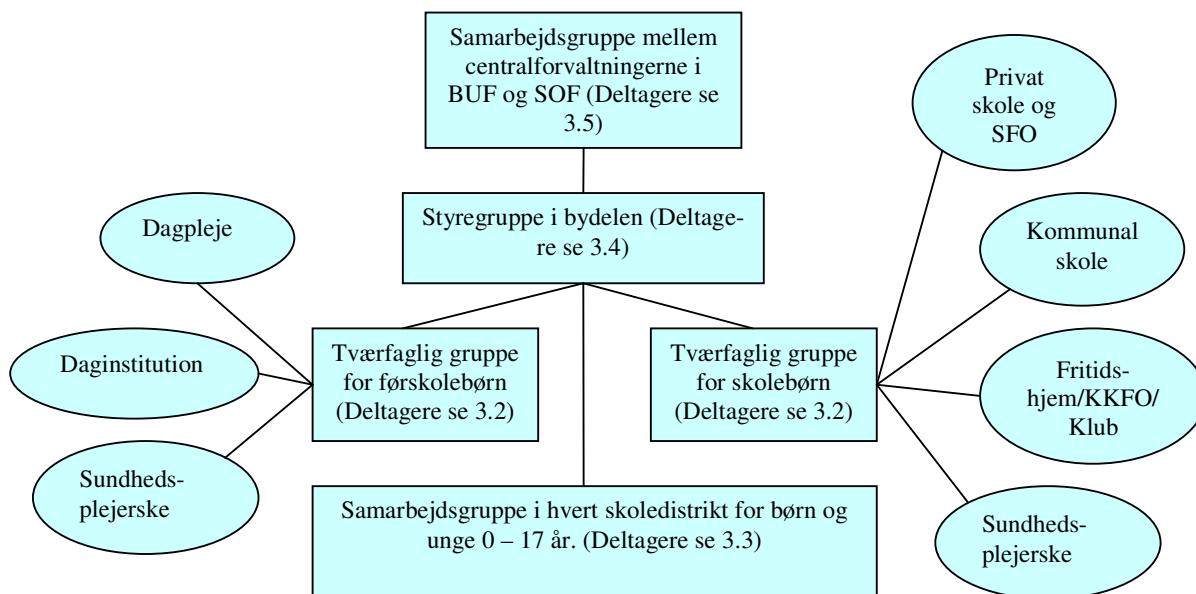 Samarbejdsgruppe mellem
centralforvaltningerne i
BUF og SOF (Deltagere se
3.5)
Privat
skole og
SFO
Styregruppe i bydelen (Deltage-
re se 3.4)
Dagpleje
Kommunal
skole
Daginstitution
Tværfaglig gruppe
for førskolebørn
(Deltagere se 3.2)
Tværfaglig gruppe
for skolebørn
(Deltagere se 3.2)
Fritids-
hjem/KKFO/
Klub
Sundheds-
plejerske
Samarbejdsgruppe i hvert skoledistrikt for børn og
unge 0 – 17 år. (Deltagere se 3.3)
Sundheds-
plejerske